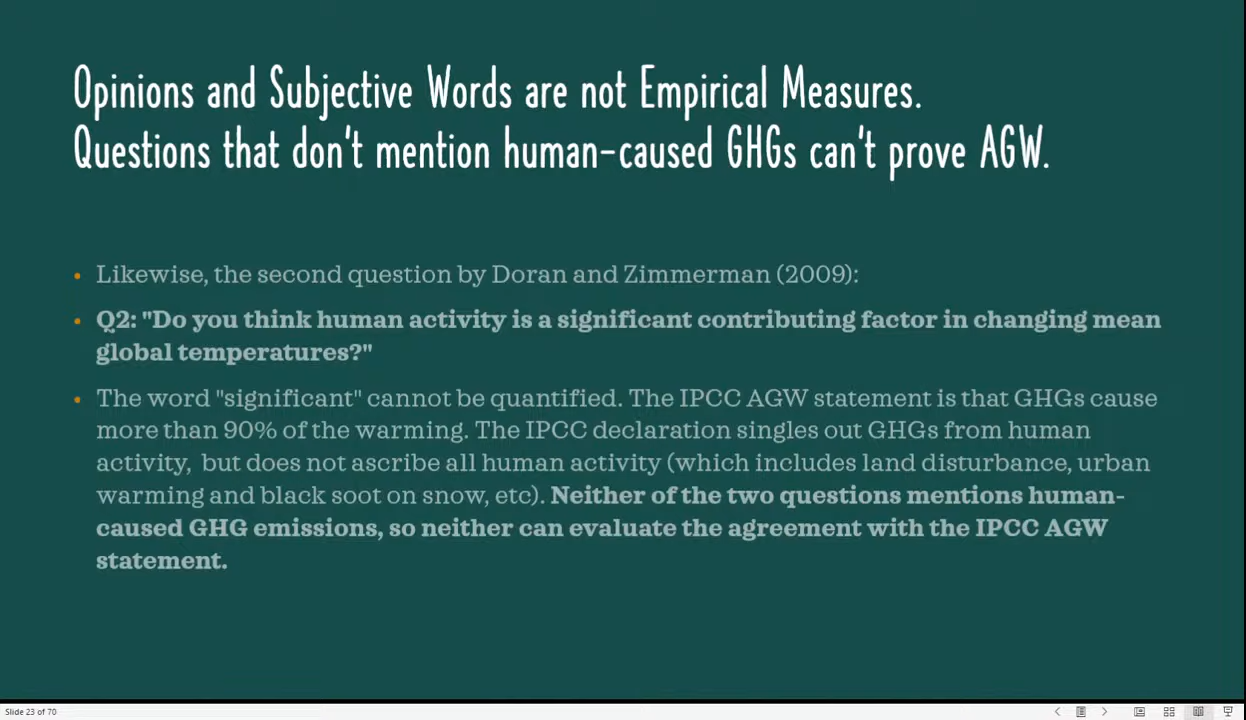 Opinions and Subjective Words are not Empirical Measures.
Questions that don't mention human-caused GHGs can't prove AGW.
• Likewise, the second question by Doran and Zimmerman (2009):
• Q2: "Do you think human activity is a significant contributing factor in changing mean
global temperatures?"
• The word "significant" cannot be quantified. The IPCC AGW statement is that GHGs cause
more than 90% of the warming. The IPCC declaration singles out GHGs from human
activity, but does not ascribe all human activity (which includes land disturbance, urban
warming and black soot on snow, etc). Neither of the two questions mentions human-
caused GHG emissions, so neither can evaluate the agreement with the IPCC AGW
statement.
Slide 23 of 70